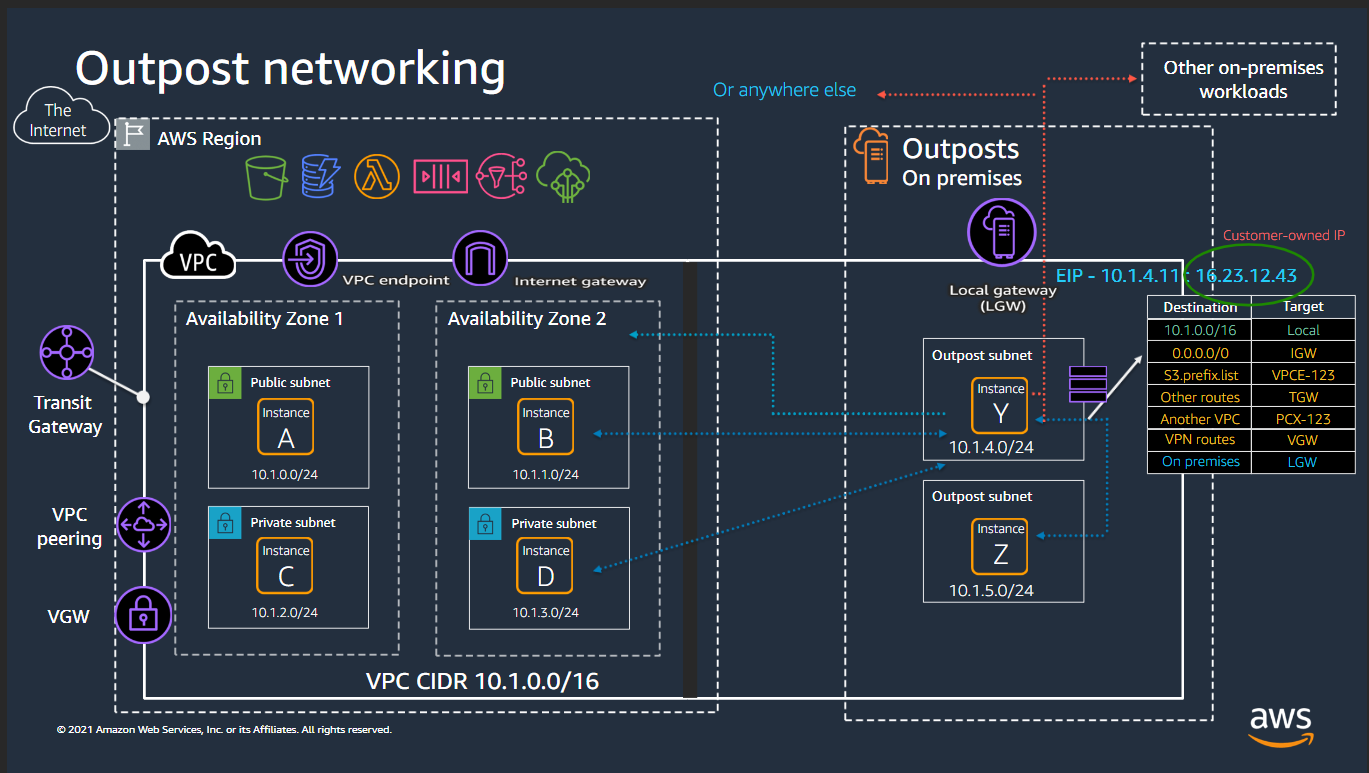 Outpost networking
The
Internet
AWS Region
Or anywhere else
Other on-premises
workloads
Outposts
On premises
VPC
VPC endpoint
Internet gateway
Local gateway
(LGW)
Customer-owned IP
EIP - 10.1.4.11 : 16.23.12.43
Availability Zone 1
Public subnet
Instance
A
10.1.0.0/24
Private subnet
Instance
C
10.1.2.0/24
Availability Zone 2
Public subnet
Instance
B
10.1.1.0/24
Private subnet
Instance
D
10.1.3.0/24
Outpost subnet
Instance
Y
10.1.4.0/24
Outpost subnet
Instance
Z
10.1.5.0/24
Destination Target
10.1.0.0/16 Local
0.0.0.0/0 IGW
S3.prefix.list VPCE-123
Other routes TGW
Another VPC PCX-123
VPN routes VGW
On premises LGW
Transit
Gateway
VPC
peering
VGW
VPC CIDR 10.1.0.0/16
© 2021 Amazon Web Services, Inc. or its Affiliates. All rights reserved.
aws